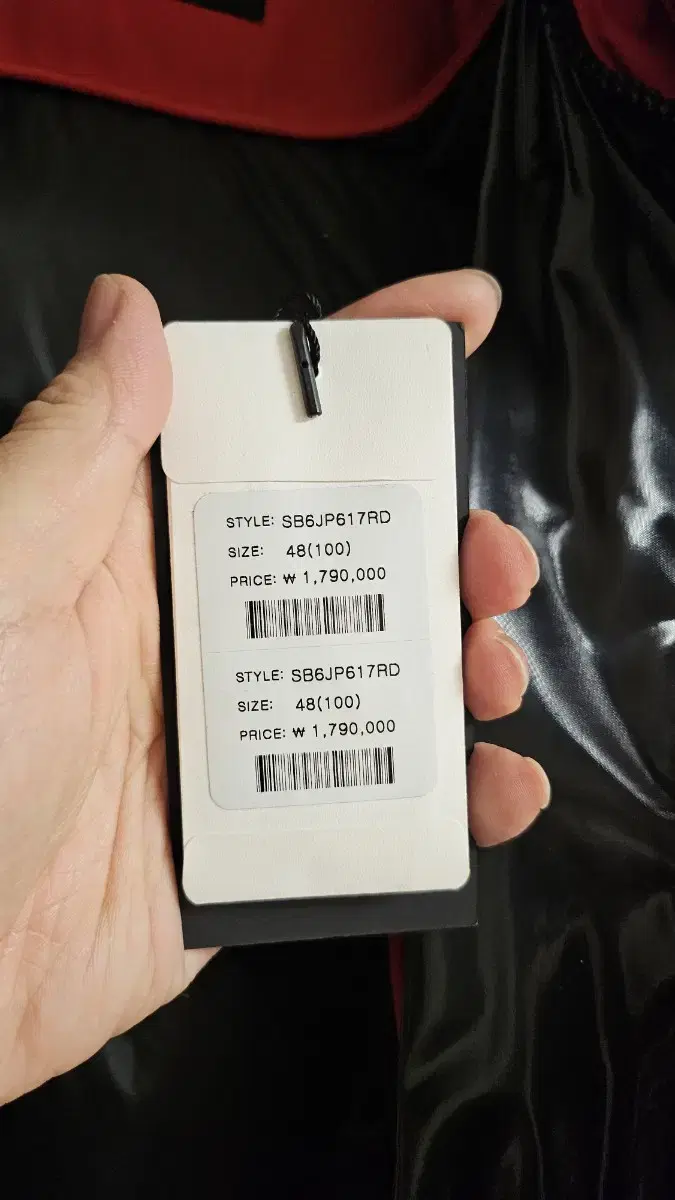 STYLE: SB6JP617RD
SIZE: 48(100)
PRICE: ₩ 1,790,000
STYLE: SB6JP617RD
SIZE: 48(100)
PRICE: ₩ 1,790,000